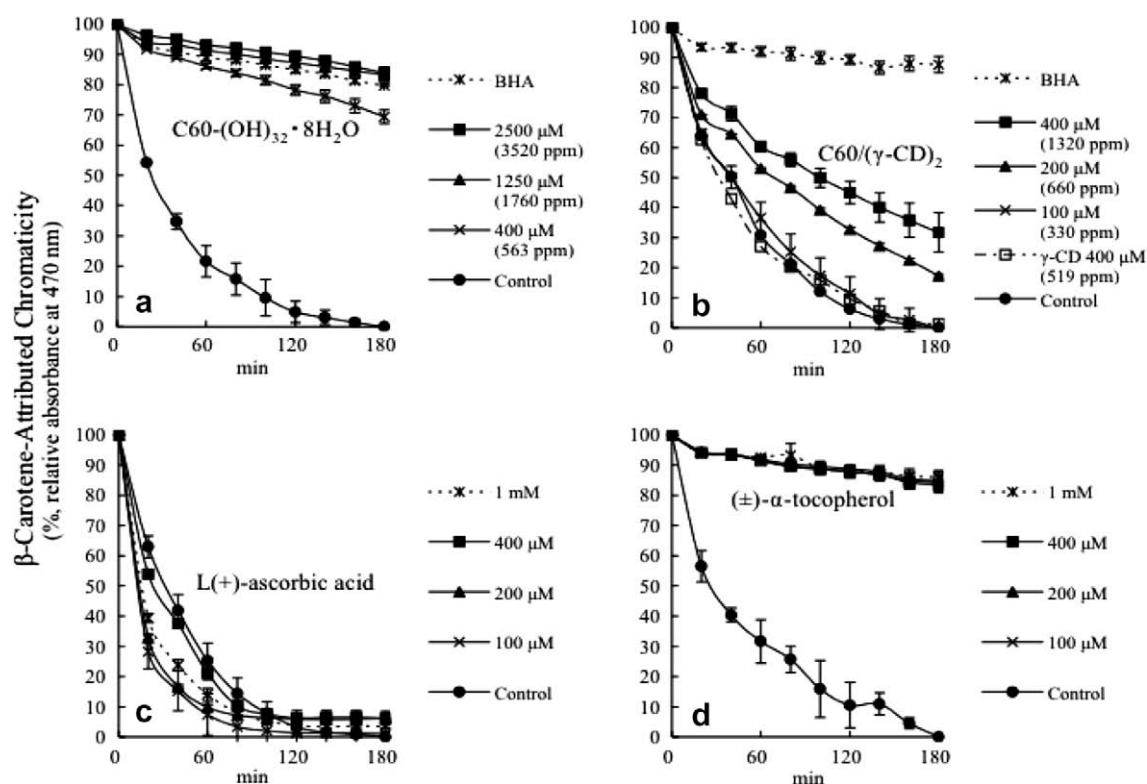 β-Carotene-Attributed Chromaticity
(%, relative absorbance at 470 nm)
100
90
80
70
60
50
40
30
20
10
0
C60-(OH)₃₂・8H₂O
a
0
60
120
180
min
BHA
2500 μM
(3520 ppm)
1250 μM
(1760 ppm)
400 μM
(563 ppm)
Control
100
90
80
70
60
50
40
30
20
10
0
C60/(γ-CD)₂
b
0
60
120
180
min
BHA
400 μM
(1320 ppm)
200 μM
(660 ppm)
100 μM
(330 ppm)
γ-CD 400 μM
(519 ppm)
Control
100
90
80
70
60
50
40
30
20
10
0
L(+)-ascorbic acid
c
0
60
120
180
min
1 mM
400 μM
200 μM
100 μM
Control
100
90
80
70
60
50
40
30
20
10
0
(±)-α-tocopherol
d
0
60
120
180
min
1 mM
400 μM
200 μM
100 μM
Control